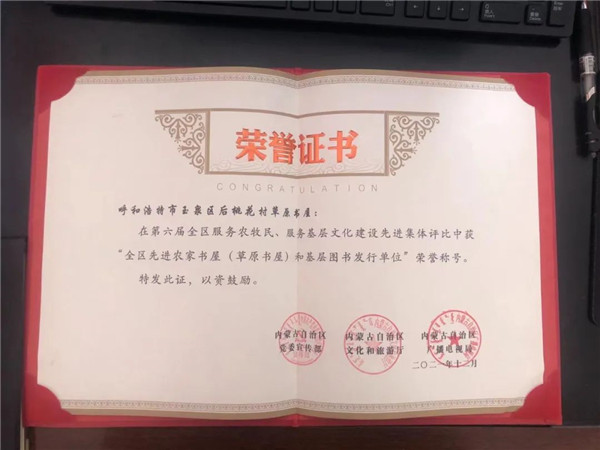 荣誉证书
CONGRATULATION
呼和浩特市玉泉区后桃花村草原书屋：
在第六届全区服务农牧民、服务基层文化建设先进集体评比中获
“全区先进农家书屋（草原书屋）和基层图书发行单位”荣誉称号。
特发此证，以资鼓励。
内蒙古自治区 内蒙古自治区 内蒙古自治区
党委宣传部 文化和旅游厅 广播电视局
二〇二一年十二月